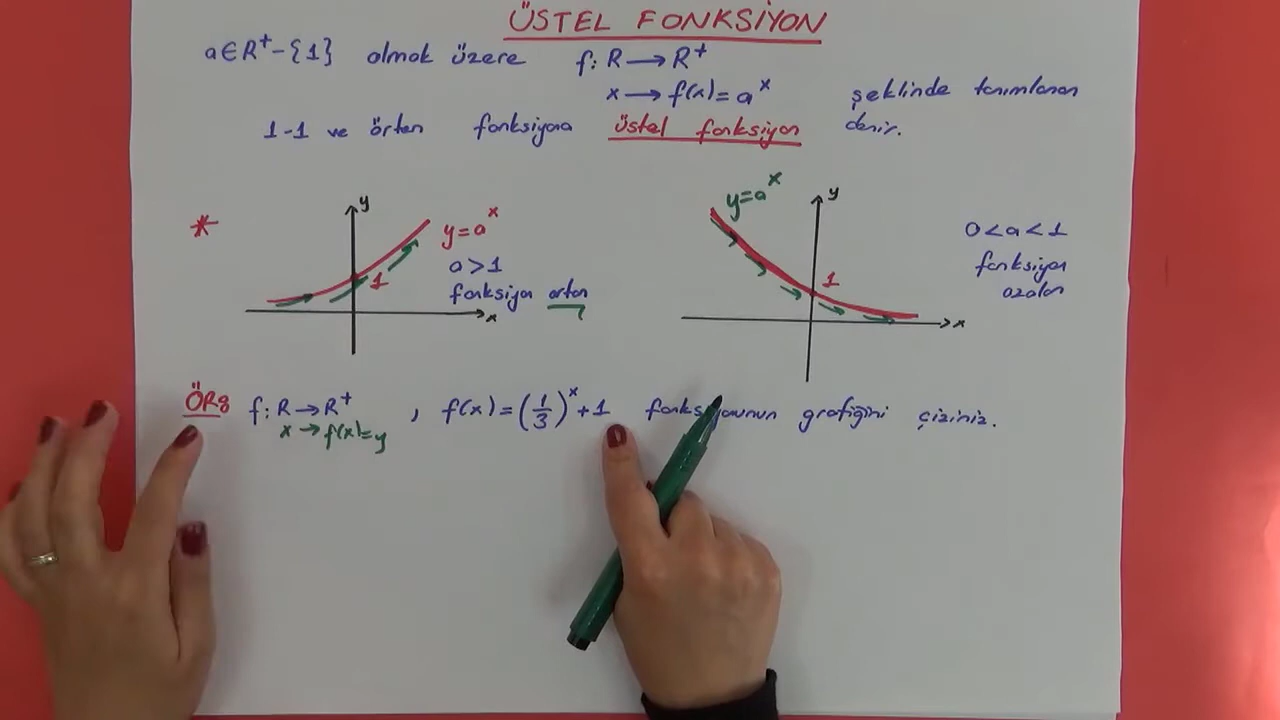 ÜSTEL FONKSİYON
a∈R⁺-{1} olmak üzere f: R → R⁺
x → f(x) = aˣ şeklinde tanımlanan
1-1 ve örten fonksiyona üstel fonksiyon denir.
* y y=aˣ 1 a>1 fonksiyon artan x
y=aˣ y 1 x 0<a<1 fonksiyon azalan
ÖRS f: R → R⁺ , f(x) = (1/3)ˣ + 1 grafiğini çiziniz.
x → f(x)=y